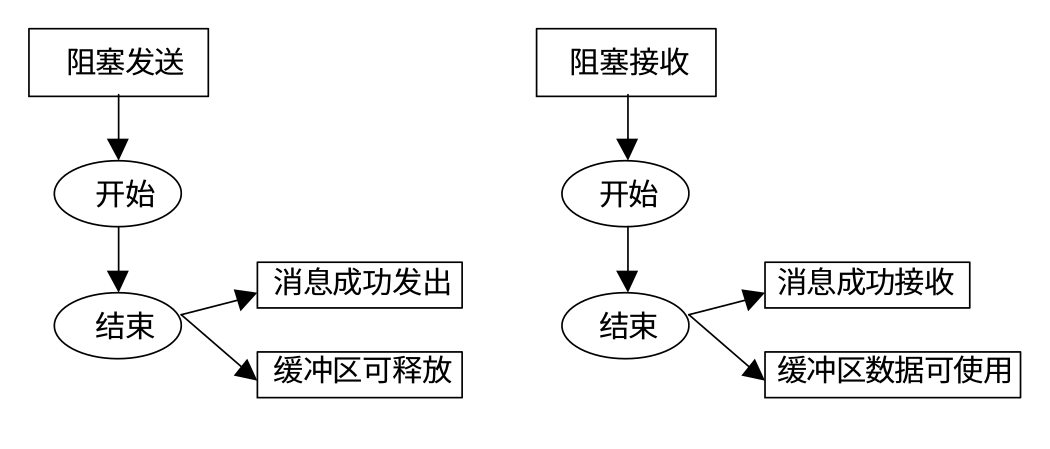 阻塞发送
开始
结束
消息成功发出
缓冲区可释放
阻塞接收
开始
结束
消息成功接收
缓冲区数据可使用